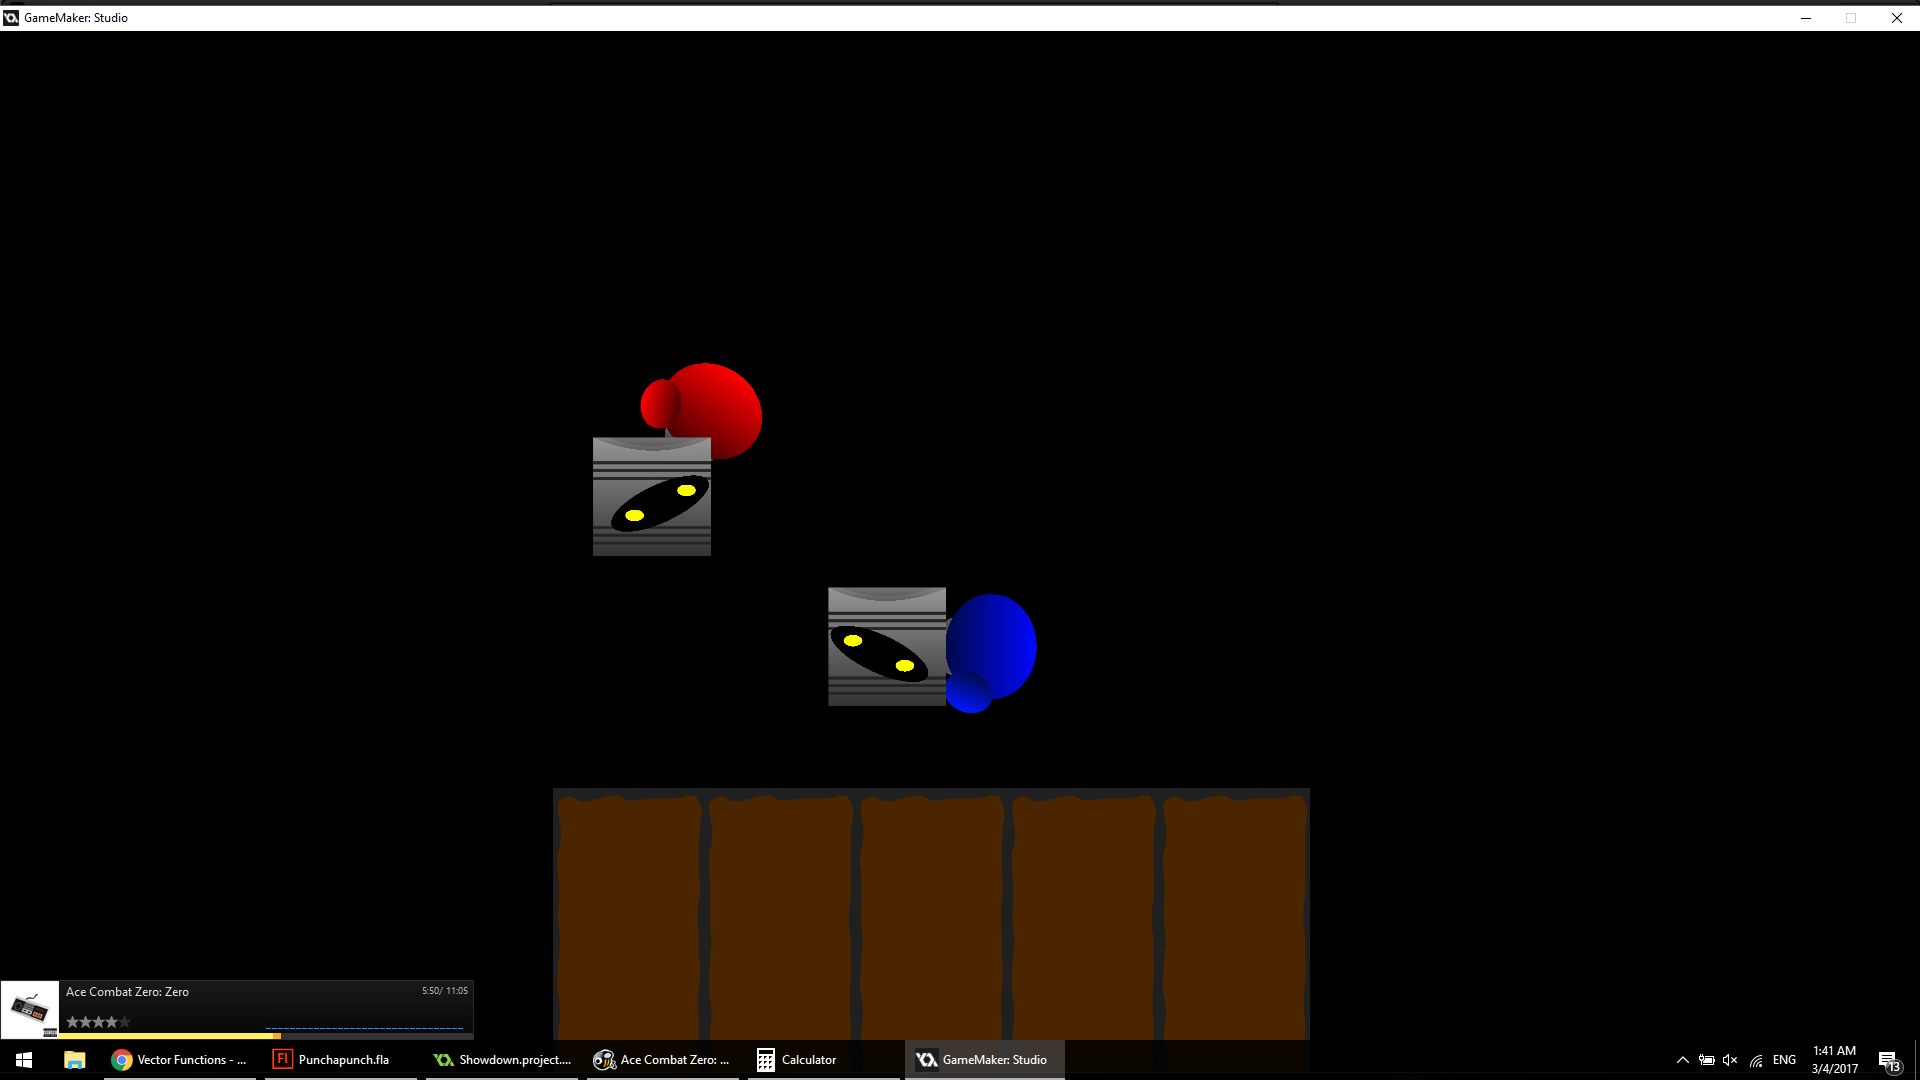 GameMaker: Studio
Ace Combat Zero: Zero
5:50/ 11:05
Vector Functions - ...
Fl
Punchapunch.fla
Showdown.project....
Ace Combat Zero: ...
Calculator
GameMaker: Studio
ENG
1:41 AM
3/4/2017
13